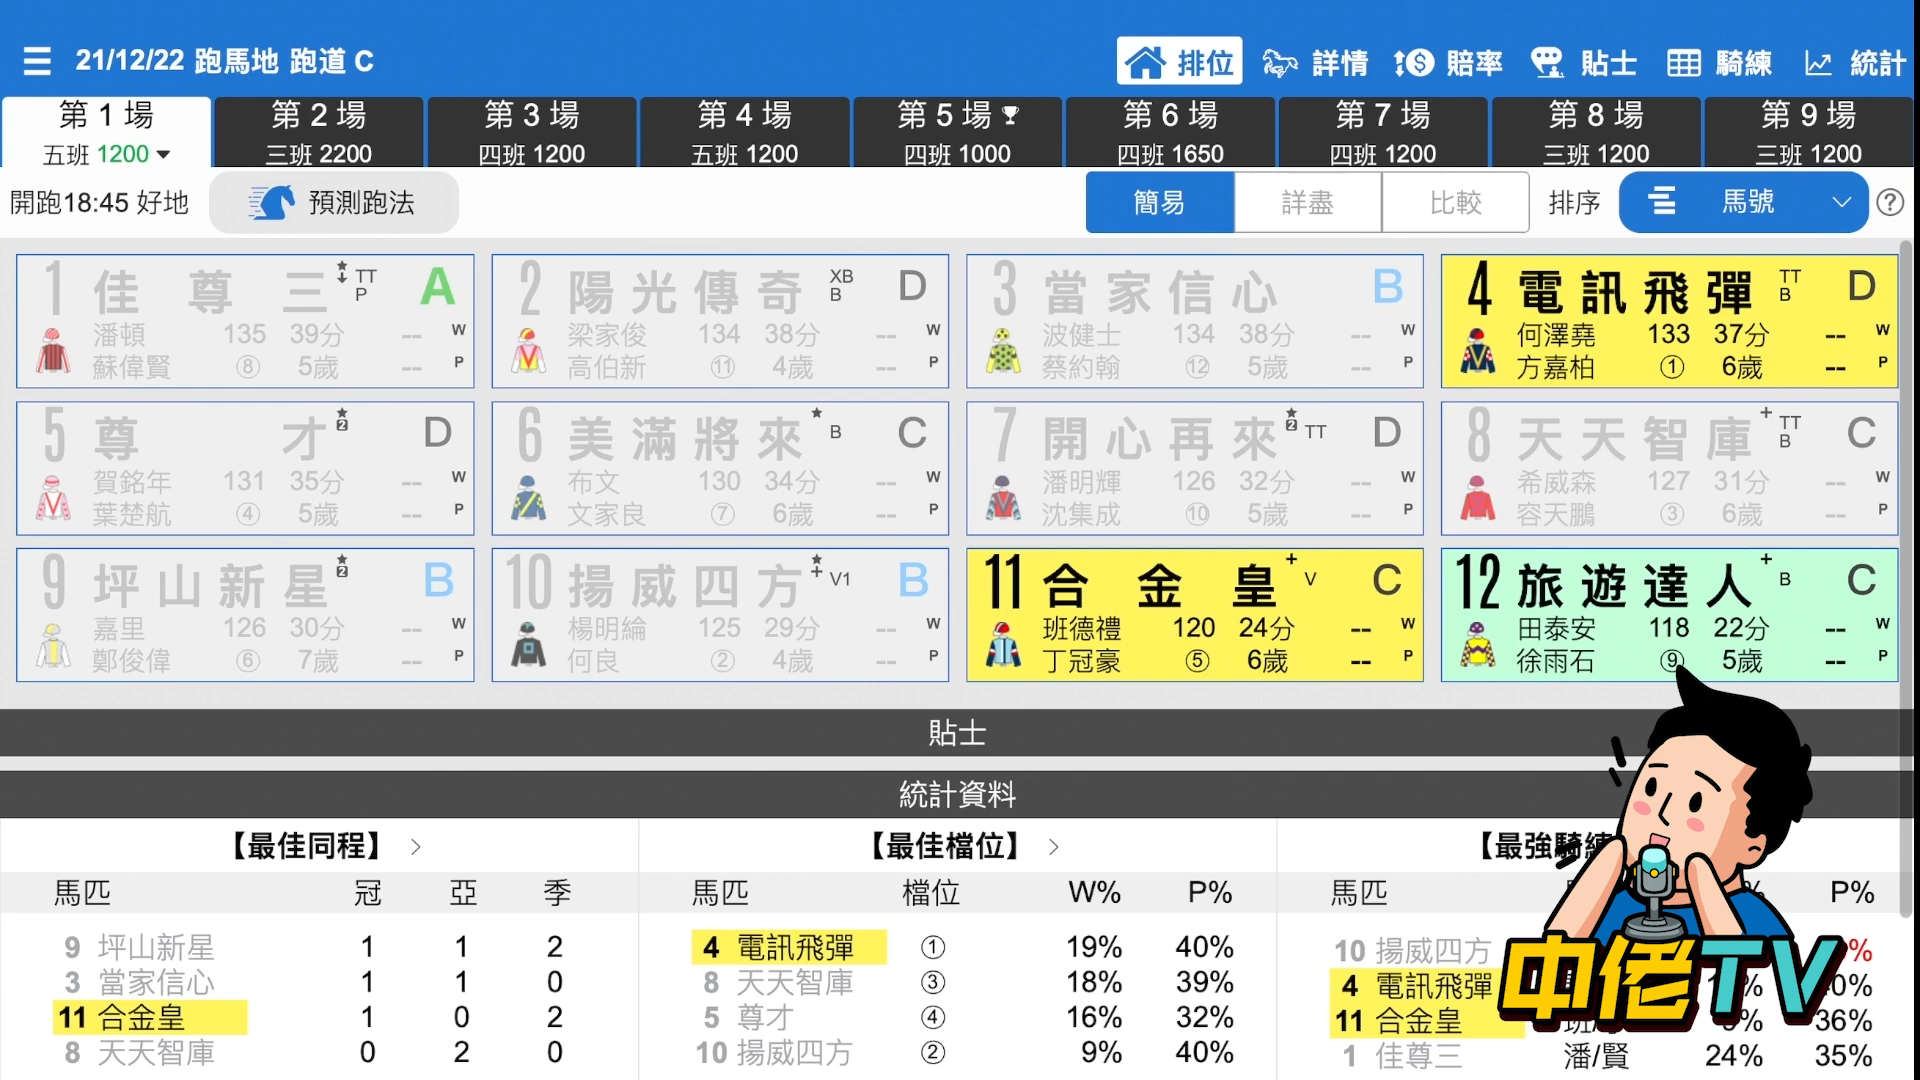 21/12/22 跑馬地 跑道 C
排位 詳情 賠率 貼士 騎練 統計
第 1 場 第 2 場 第 3 場 第 4 場 第 5 場 第 6 場 第 7 場 第 8 場 第 9 場
五班 1200 三班 2200 四班 1200 五班 1200 四班 1000 四班 1650 四班 1200 三班 1200 三班 1200
開跑18:45 好地 預測跑法 簡易 詳盡 比較 排序 馬號 ?
1 佳尊三 TT P A
潘頓 135 39分 -- W
蘇偉賢 ⑧ 5歲 -- P
2 陽光傳奇 XB B D
梁家俊 134 38分 -- W
高伯新 ⑪ 4歲 -- P
3 當家信心 B
波健士 134 38分 -- W
蔡約翰 ⑫ 5歲 -- P
4 電訊飛彈 TT B D
何澤堯 133 37分 -- W
方嘉柏 ① 6歲 -- P
5 尊才 2 D
賀銘年 131 35分 -- W
葉楚航 ④ 5歲 -- P
6 美滿將來 B C
布文 130 34分 -- W
文家良 ⑦ 6歲 -- P
7 開心再來 2 TT D
潘明輝 126 32分 -- W
沈集成 ⑩ 5歲 -- P
8 天天智庫 + TT B C
希威森 127 31分 -- W
容天鵬 ③ 6歲 -- P
9 坪山新星 2 B
嘉里 126 30分 -- W
鄭俊偉 ⑥ 7歲 -- P
10 揚威四方 + V1 B
楊明綸 125 29分 -- W
何良 ② 4歲 -- P
11 合金皇 + V C
班德禮 120 24分 -- W
丁冠豪 ⑤ 6歲 -- P
12 旅遊達人 + B C
田泰安 118 22分 -- W
徐雨石 ⑨ 5歲 -- P
貼士
統計資料
【最佳同程】 >
馬匹 冠 亞 季
9 坪山新星 1 1 2
3 當家信心 1 1 0
11 合金皇 1 0 2
8 天天智庫 0 2 0
【最佳檔位】 >
馬匹 檔位 W% P%
4 電訊飛彈 ① 19% 40%
8 天天智庫 ③ 18% 39%
5 尊才 ④ 16% 32%
10 揚威四方 ② 9% 40%
【最強騎練
馬匹 P%
10 揚威四方 %
4 電訊飛彈 % 0%
11 合金皇 % 36%
1 佳尊三 潘/賢 24% 35%
中佬TV